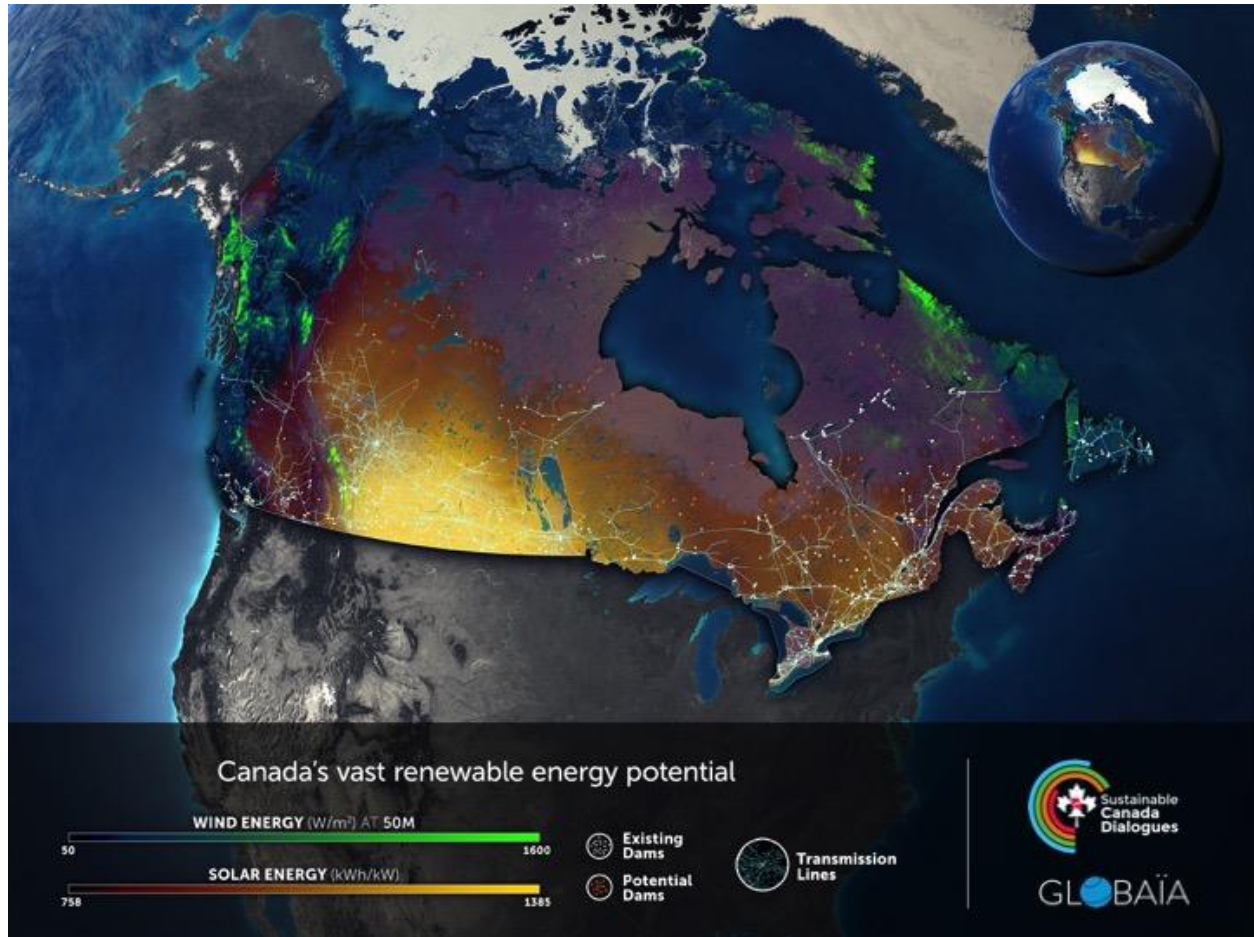 Canada's vast renewable energy potential
WIND ENERGY (W/m²) AT 50M
50
1600
SOLAR ENERGY (kWh/kW)
758
1385
Existing
Dams
Potential
Dams
Transmission
Lines
Sustainable
Canada
Dialogues
GLOBAÏA